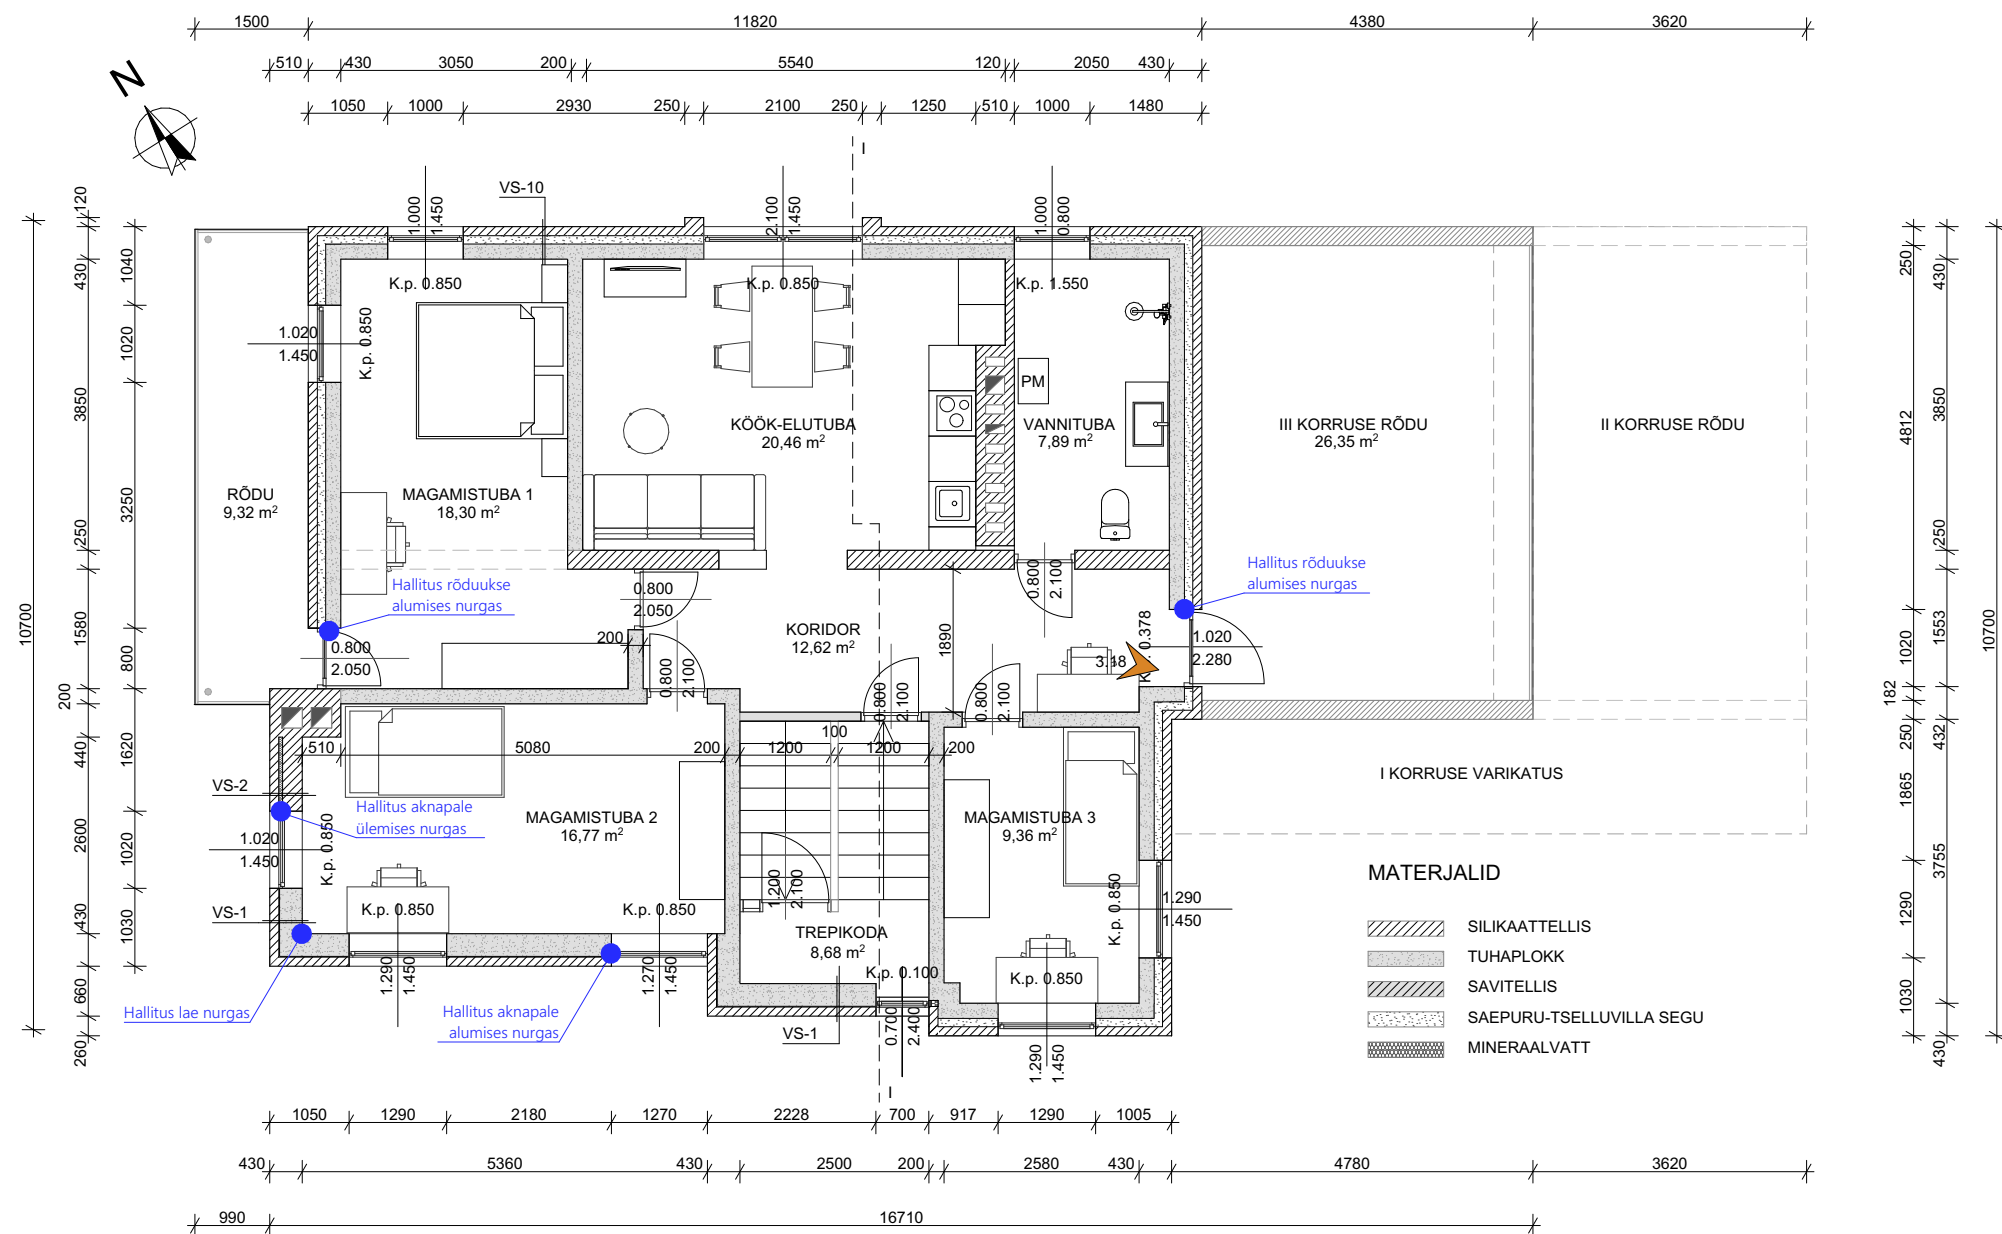 1500 11820 4380 3620
510 430 3050 200 5540 120 2050 430
1050 1000 2930 250 2100 250 1250 510 1000 1480
N
I
VS-10
1.000 1.450
2.100 1.450
1.000 0.800
K.p. 0.850
K.p. 0.850
K.p. 1.550
1.020
1.450
K.p. 0.850
PM
RÕDU
9,32 m²
MAGAMISTUBA 1
18,30 m²
KÖÖK-ELUTUBA
20,46 m²
VANNITUBA
7,89 m²
III KORRUSE RÕDU
26,35 m²
II KORRUSE RÕDU
Hallitus rõduukse
alumises nurgas
Hallitus rõduukse
alumises nurgas
0.800
2.050
0.800
2.100
0.800
2.050
200
KORIDOR
12,62 m²
1890
K.p. 0.378
3.18
1.020
2.280
0.800
2.100
0.800
2.100
0.800
2.100
510 5080 200 1200 100 1200 200
VS-2
Hallitus aknapale
ülemises nurgas
1.020
1.450
K.p. 0.850
MAGAMISTUBA 2
16,77 m²
MAGAMISTUBA 3
9,36 m²
I KORRUSE VARIKATUS
VS-1
K.p. 0.850
K.p. 0.850
1.200
2.100
TREPIKODA
8,68 m²
K.p. 0.100
K.p. 0.850
1.290
1.450
K.p. 0.850
1.290
1.450
1.270
1.450
0.700
2.400
1.290
1.450
Hallitus lae nurgas
Hallitus aknapale
alumises nurgas
VS-1
I
MATERJALID
SILIKAATTELLIS
TUHAPLOKK
SAVITELLIS
SAEPURU-TSELLUVILLA SEGU
MINERAALVATT
10700
120 430 3850 250 1580 200 440 2600 430 660 260
1040 1020 3250 800 1620 1020 1030
250 4812 1020 182 250 1865 1290 1030
430 3850 250 1553 432 3755 430
10700
1050 1290 2180 1270 2228 700 917 1290 1005
430 5360 430 2500 200 2580 430 4780 3620
990 16710